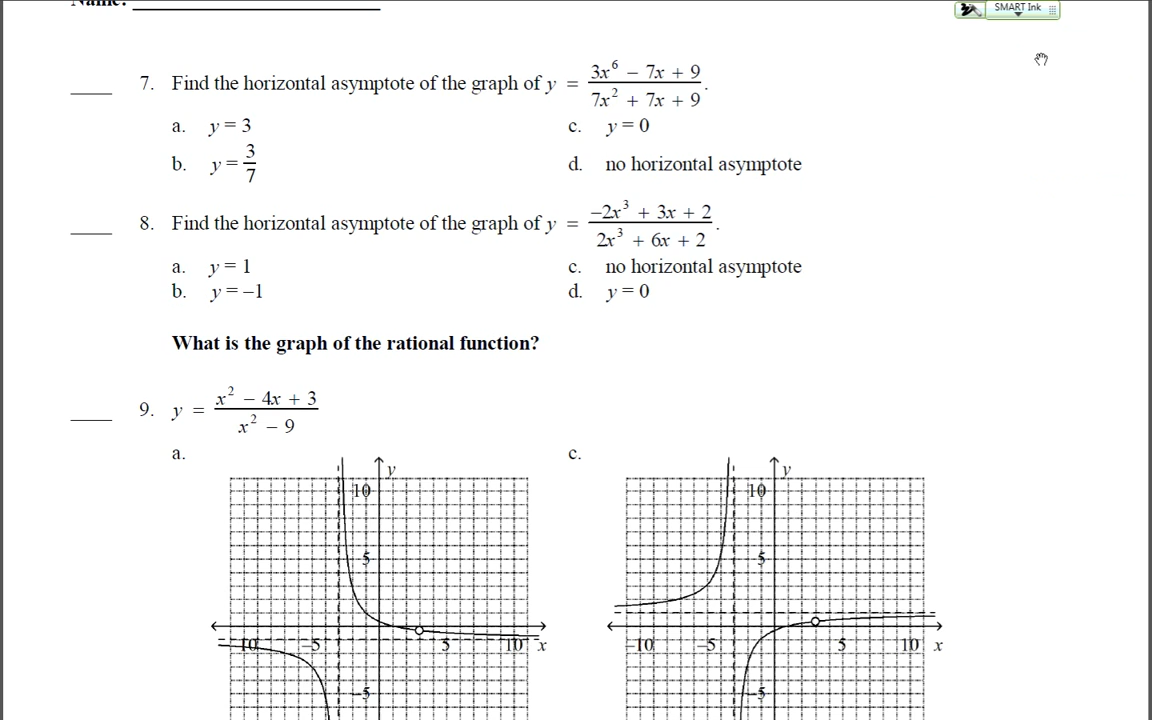 Name:
SMART Ink
7. Find the horizontal asymptote of the graph of y = (3x^6 − 7x + 9)/(7x^2 + 7x + 9).
a. y = 3
c. y = 0
b. y = 3/7
d. no horizontal asymptote
8. Find the horizontal asymptote of the graph of y = (−2x^3 + 3x + 2)/(2x^3 + 6x + 2).
a. y = 1
c. no horizontal asymptote
b. y = −1
d. y = 0
What is the graph of the rational function?
9. y = (x^2 − 4x + 3)/(x^2 − 9)
a.
c.
y
10
5
−10 −5 5 10 x
−5
y
10
5
−10 −5 5 10 x
−5